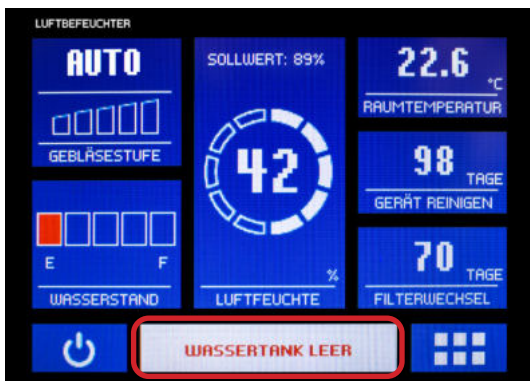 LUFTBEFEUCHTER
AUTO
GEBLÄSESTUFE
E F
WASSERSTAND
SOLLWERT: 89%
42
%
LUFTFEUCHTE
22.6 °C
RAUMTEMPERATUR
98 TAGE
GERÄT REINIGEN
70 TAGE
FILTERWECHSEL
WASSERTANK LEER